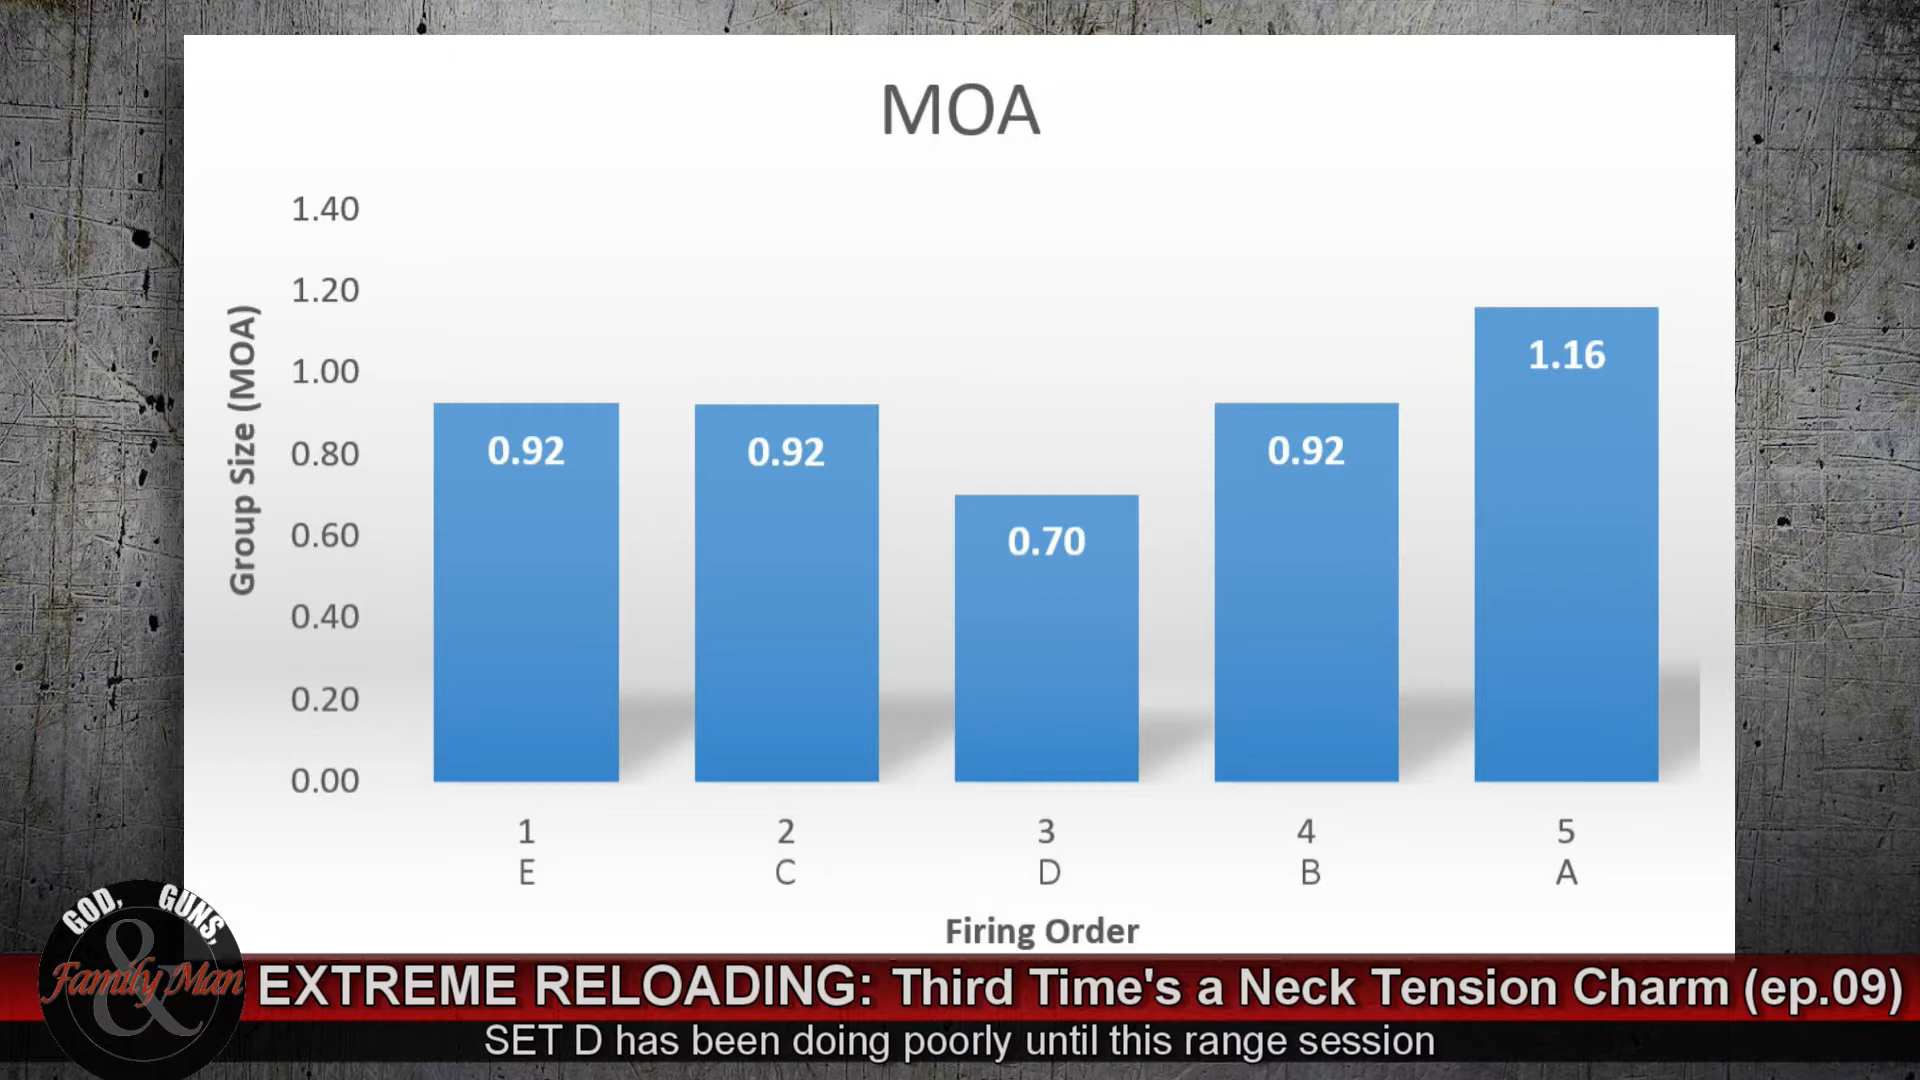 MOA
Group Size (MOA)
1.40
1.20
1.00
0.80
0.60
0.40
0.20
0.00
0.92
0.92
0.70
0.92
1.16
1 2 3 4 5
E C D B A
Firing Order
GOD, GUNS,
&
Family Man
EXTREME RELOADING: Third Time's a Neck Tension Charm (ep.09)
SET D has been doing poorly until this range session